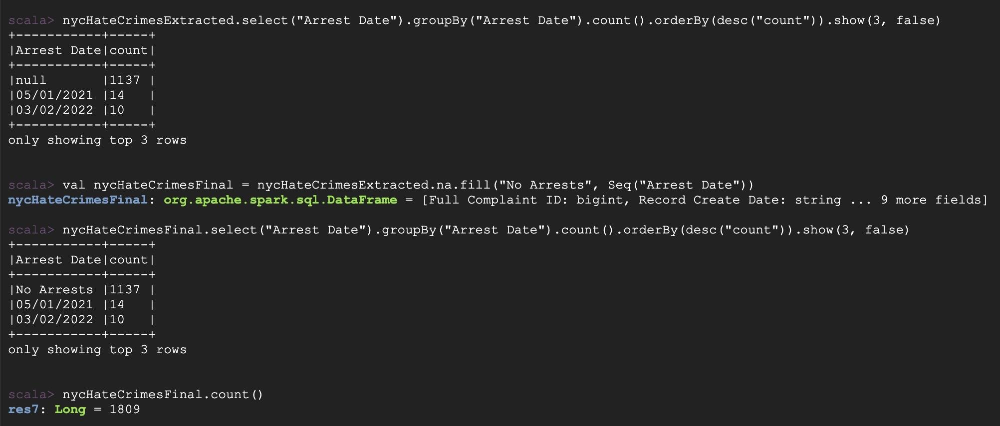 scala> nycHateCrimesExtracted.select("Arrest Date").groupBy("Arrest Date").count().orderBy(desc("count")).show(3, false)
+-----------+-----+
|Arrest Date|count|
+-----------+-----+
|null       |1137 |
|05/01/2021 |14   |
|03/02/2022 |10   |
+-----------+-----+
only showing top 3 rows
scala> val nycHateCrimesFinal = nycHateCrimesExtracted.na.fill("No Arrests", Seq("Arrest Date"))
nycHateCrimesFinal: org.apache.spark.sql.DataFrame = [Full Complaint ID: bigint, Record Create Date: string ... 9 more fields]
scala> nycHateCrimesFinal.select("Arrest Date").groupBy("Arrest Date").count().orderBy(desc("count")).show(3, false)
+-----------+-----+
|Arrest Date|count|
+-----------+-----+
|No Arrests |1137 |
|05/01/2021 |14   |
|03/02/2022 |10   |
+-----------+-----+
only showing top 3 rows
scala> nycHateCrimesFinal.count()
res7: Long = 1809